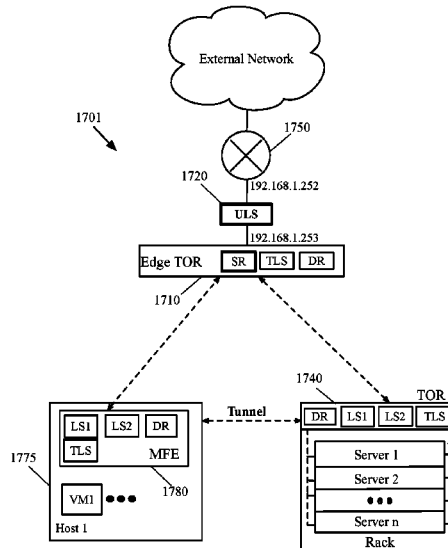 External Network
1701
1750
192.168.1.252
1720
ULS
192.168.1.253
Edge TOR
SR
TLS
DR
1710
1740
TOR
DR
LS1
LS2
TLS
Tunnel
LS1
LS2
DR
TLS
MFE
1775
1780
VM1
Host 1
Server 1
Server 2
Server n
Rack